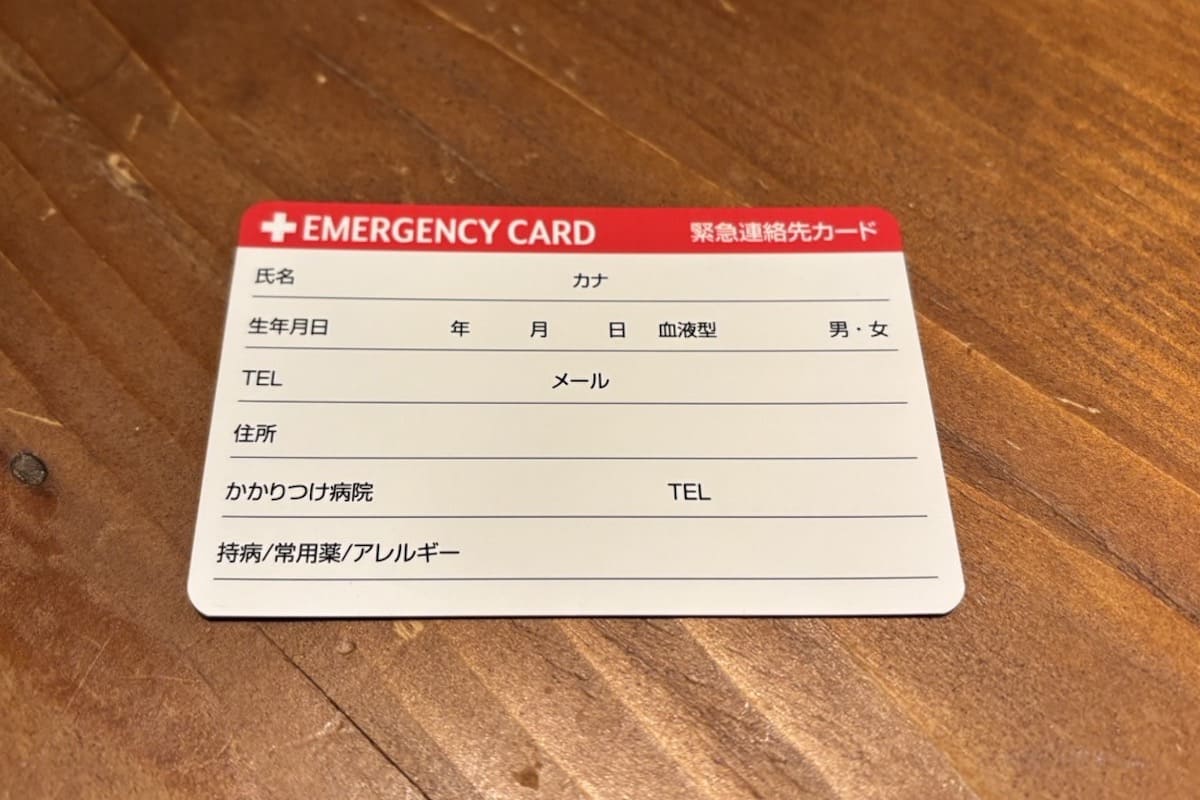 EMERGENCY CARD 緊急連絡先カード
氏名 カナ
生年月日 年 月 日 血液型 男・女
TEL メール
住所
かかりつけ病院 TEL
持病/常用薬/アレルギー